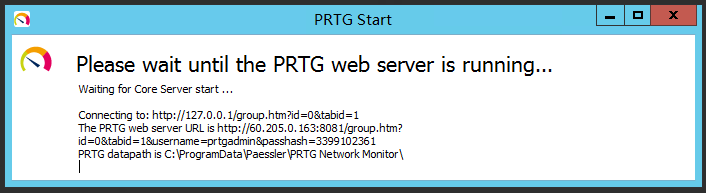 PRTG Start
Please wait until the PRTG web server is running...
Waiting for Core Server start ...
Connecting to: http://127.0.0.1/group.htm?id=0&tabid=1
The PRTG web server URL is http://60.205.0.163:8081/group.htm?
id=0&tabid=1&username=prtgadmin&passhash=3399102361
PRTG datapath is C:\ProgramData\Paessler\PRTG Network Monitor\